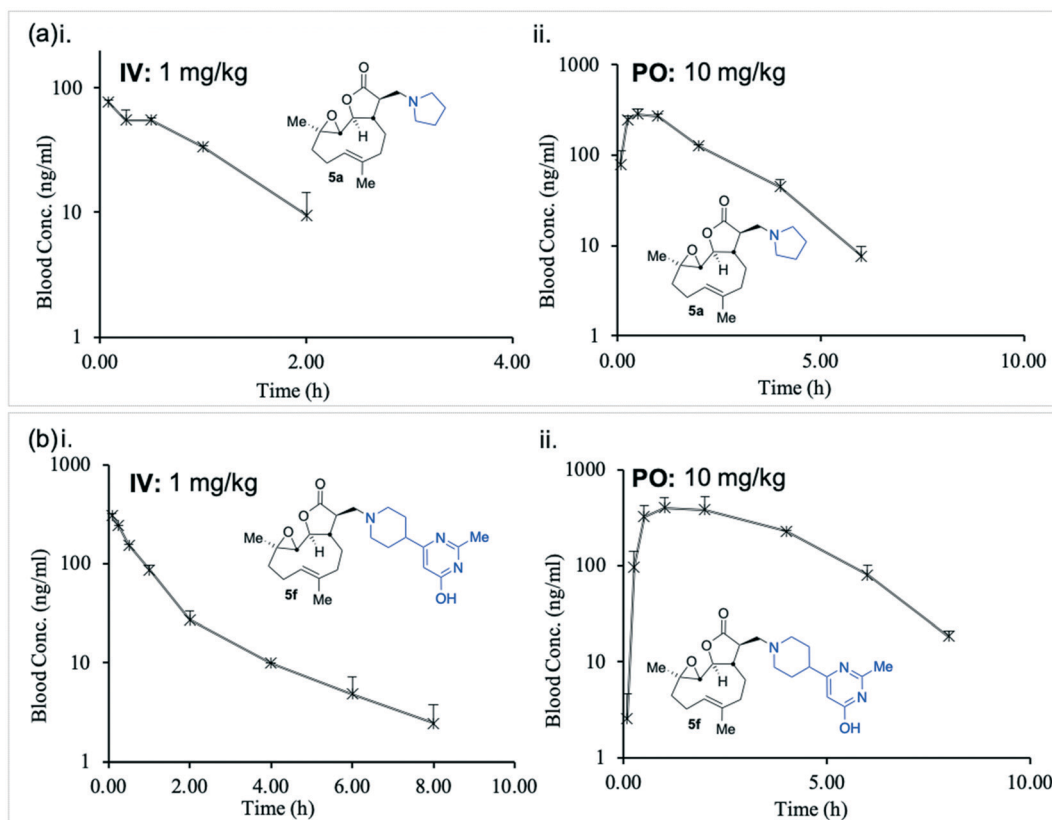 (a)i.
IV: 1 mg/kg
100
10
1
Blood Conc. (ng/ml)
0.00
2.00
4.00
Time (h)
O
O
O
N
H
Me
Me
5a
ii.
PO: 10 mg/kg
1000
100
10
1
Blood Conc. (ng/ml)
0.00
5.00
10.00
Time (h)
O
O
O
N
H
Me
Me
5a
(b)i.
IV: 1 mg/kg
1000
100
10
1
Blood Conc. (ng/ml)
0.00
2.00
4.00
6.00
8.00
10.00
Time (h)
O
O
O
N
H
Me
Me
N
Me
N
OH
5f
ii.
PO: 10 mg/kg
1000
100
10
1
Blood Conc. (ng/ml)
0.00
5.00
10.00
Time (h)
O
O
O
N
H
Me
Me
N
Me
N
OH
5f